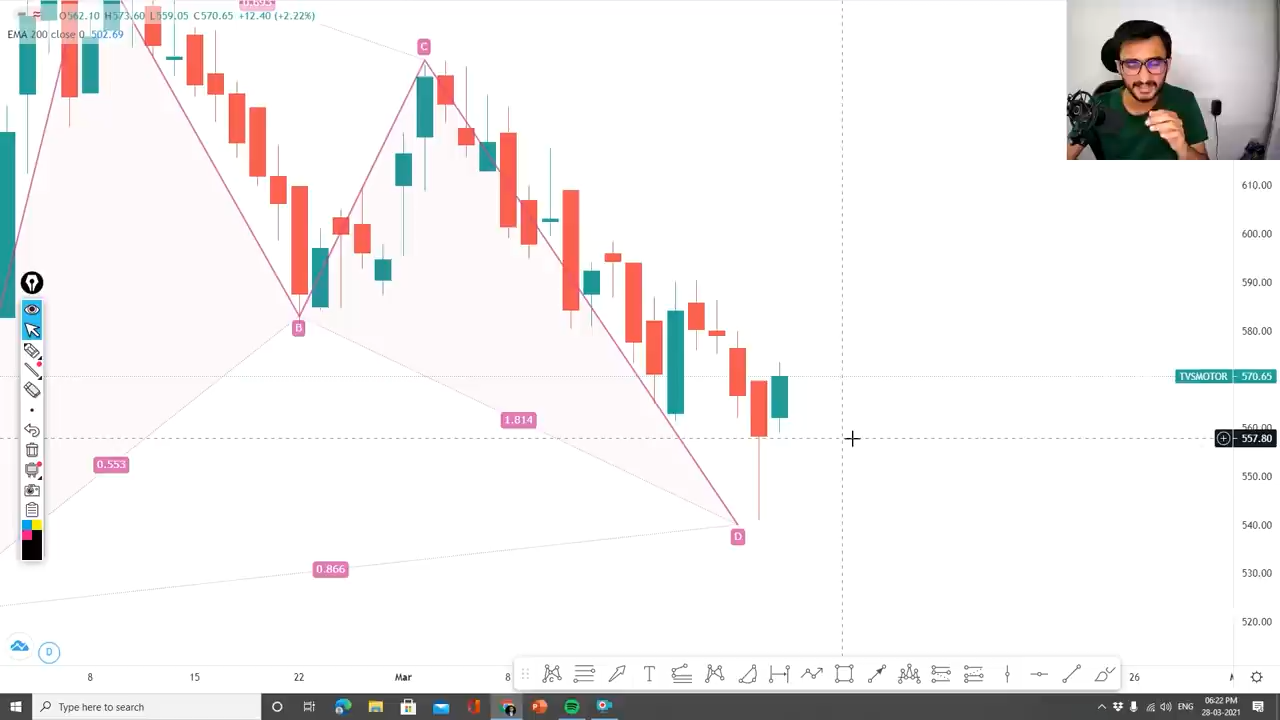 0.693
O562.10 H573.60 L559.05 C570.65 +12.40 (+2.22%)
EMA 200 close 0 502.69
C
610.00
600.00
590.00
580.00
B
TVSMOTOR 570.65
1.814
560.00
557.80
0.553
550.00
540.00
D
0.866
530.00
520.00
D
8 15 22 Mar 8 26
T
Type here to search
ENG
06:22 PM
28-03-2021